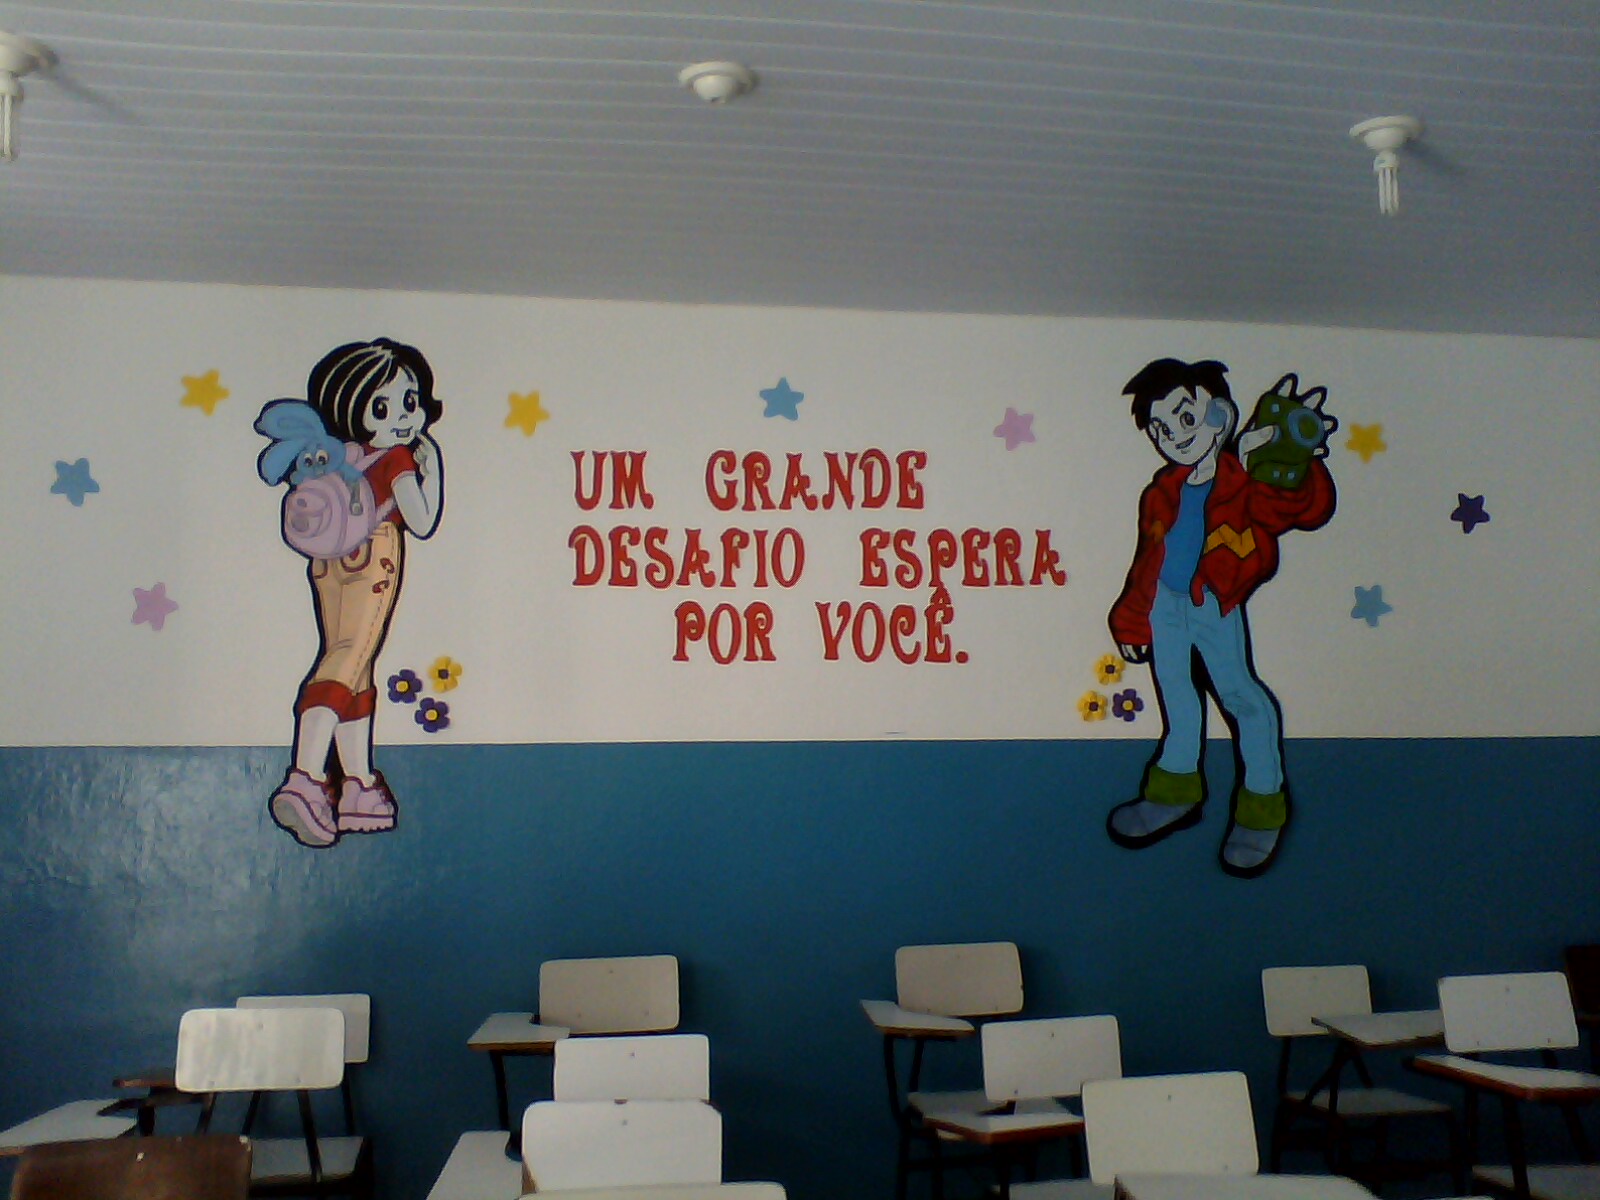 UM GRANDE
DESAFIO ESPERA
POR VOCÊ.